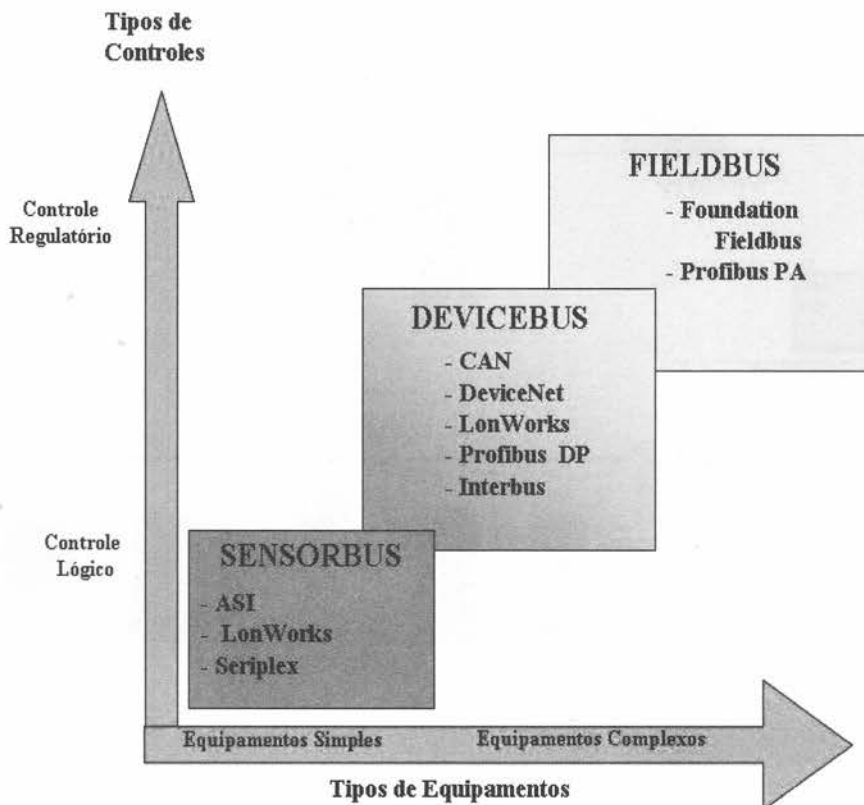 Tipos de
Controles
FIELDBUS
- Foundation
Fieldbus
- Profibus PA
Controle
Regulatório
DEVICEBUS
- CAN
- DeviceNet
- LonWorks
- Profibus DP
- Interbus
Controle
Lógico
SENSORBUS
- ASI
- LonWorks
- Seriplex
Equipamentos Simples
Equipamentos Complexos
Tipos de Equipamentos